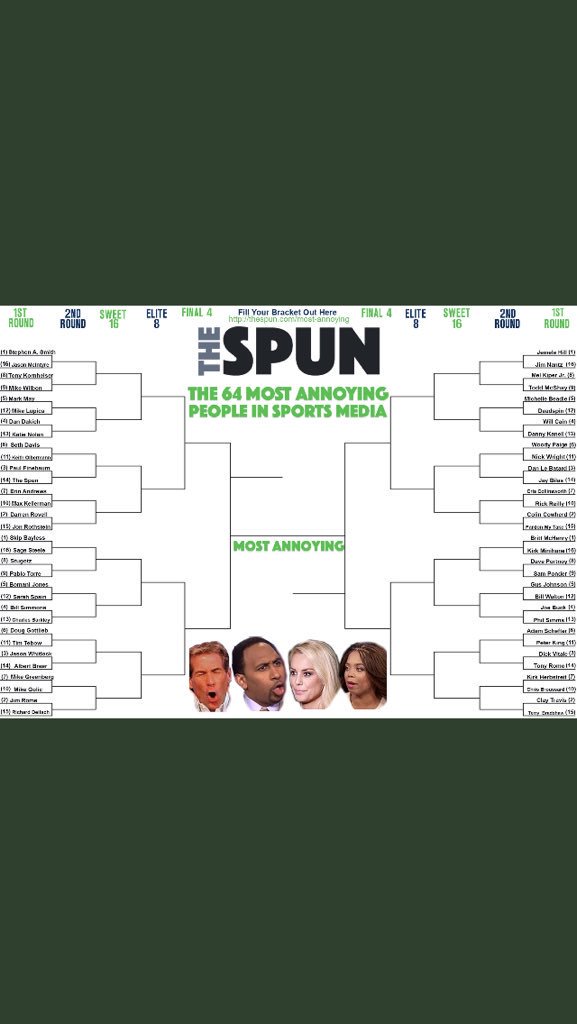 1ST ROUND
2ND ROUND
SWEET 16
ELITE 8
FINAL 4
Fill Your Bracket Out Here
http://thespun.com/most-annoying
FINAL 4
ELITE 8
SWEET 16
2ND ROUND
1ST ROUND
THE SPUN
THE 64 MOST ANNOYING
PEOPLE IN SPORTS MEDIA
MOST ANNOYING
(1) Stephen A. Smith
(16) Jason McIntyre
(8) Tony Kornheiser
(9) Mike Wilbon
(5) Mark May
(12) Mike Lupica
(4) Dan Dakich
(13) Katie Nolan
(6) Seth Davis
(11) Keith Olbermann
(3) Paul Finebaum
(14) The Spun
(7) Erin Andrews
(10) Max Kellerman
(2) Darren Rovell
(15) Jon Rothstein
(1) Skip Bayless
(16) Sage Steele
(8) Stugotz
(9) Pablo Torre
(5) Bomani Jones
(12) Sarah Spain
(4) Bill Simmons
(13) Charles Barkley
(6) Doug Gottlieb
(11) Tim Tebow
(3) Jason Whitlock
(14) Albert Breer
(7) Mike Greenberg
(10) Mike Golic
(2) Jim Rome
(15) Richard Deitsch
Jemele Hill (1)
Jim Nantz (16)
Mel Kiper Jr. (8)
Todd McShay (9)
Michelle Beadle (5)
Deadspin (12)
Will Cain (4)
Danny Kanell (13)
Woody Paige (6)
Nick Wright (11)
Dan Le Batard (3)
Jay Bilas (14)
Cris Collinsworth (7)
Rick Reilly (10)
Colin Cowherd (2)
Pardon My Take (15)
Britt McHenry (1)
Kirk Minihane (16)
Dave Portnoy (8)
Sam Ponder (9)
Gus Johnson (5)
Bill Walton (12)
Joe Buck (4)
Phil Simms (13)
Adam Schefter (6)
Peter King (11)
Dick Vitale (3)
Tony Romo (14)
Kirk Herbstreit (7)
Chris Broussard (10)
Clay Travis (2)
Terry Bradshaw (15)